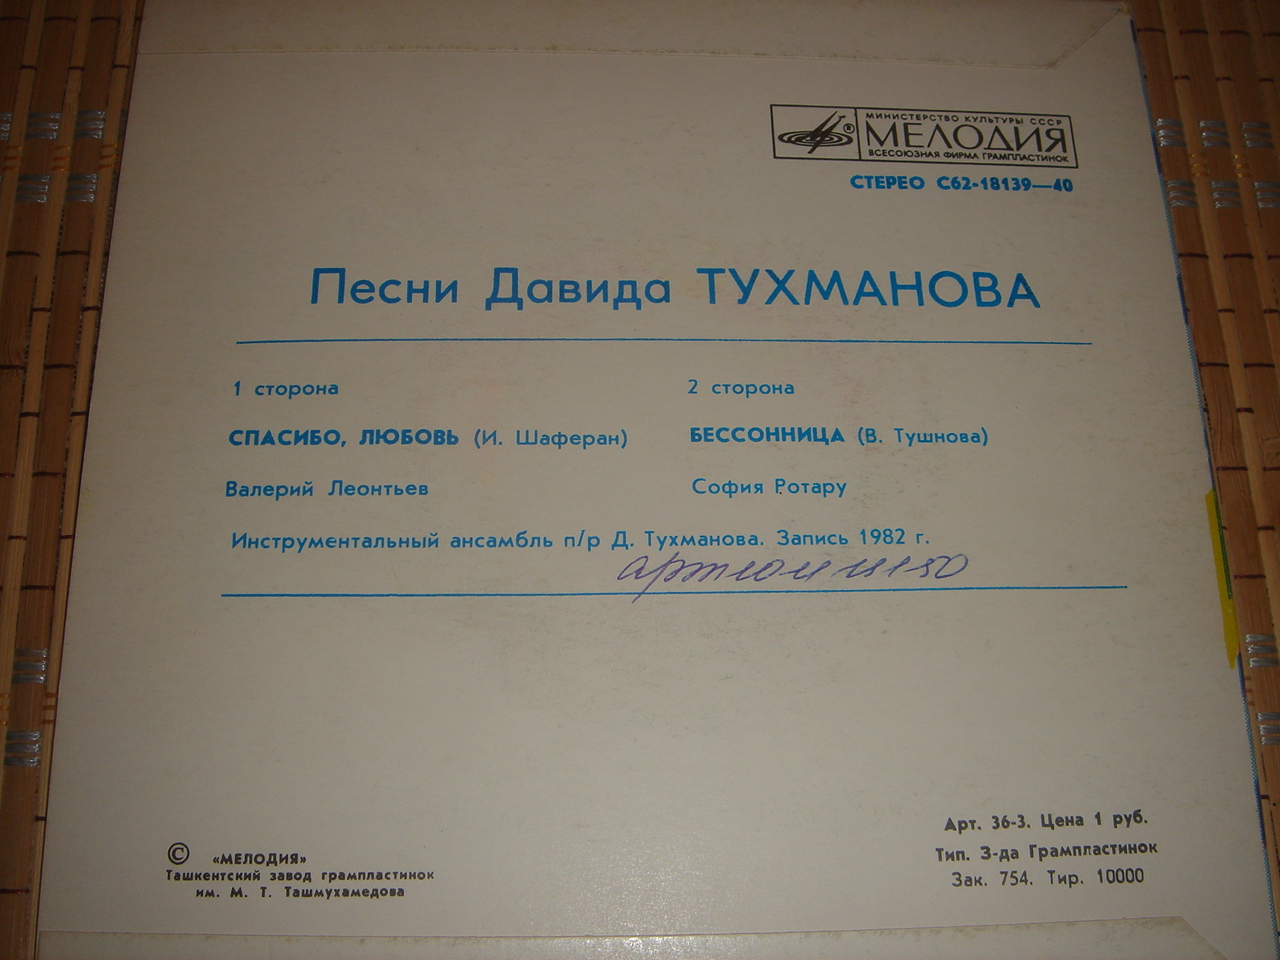 МИНИСТЕРСТВО КУЛЬТУРЫ СССР
® МЕЛОДИЯ
ВСЕСОЮЗНАЯ ФИРМА ГРАМПЛАСТИНОК
СТЕРЕО С62-18139—40
Песни Давида ТУХМАНОВА
1 сторона
СПАСИБО, ЛЮБОВЬ (И. Шаферан)
Валерий Леонтьев
2 сторона
БЕССОННИЦА (В. Тушнова)
София Ротару
Инструментальный ансамбль п/р Д. Тухманова. Запись 1982 г.
© «МЕЛОДИЯ»
Ташкентский завод грампластинок
им. М. Т. Ташмухамедова
Арт. 36-3. Цена 1 руб.
Тип. З-да Грампластинок
Зак. 754. Тир. 10000